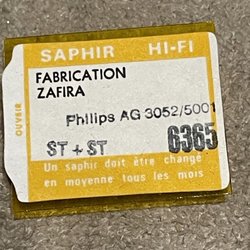 SAPHIR HI-FI
FABRICATION
ZAFIRA
OUVRIR
Philips AG 3052/5001
ST + ST 6365
Un saphir doit être changé
en moyenne tous les mois